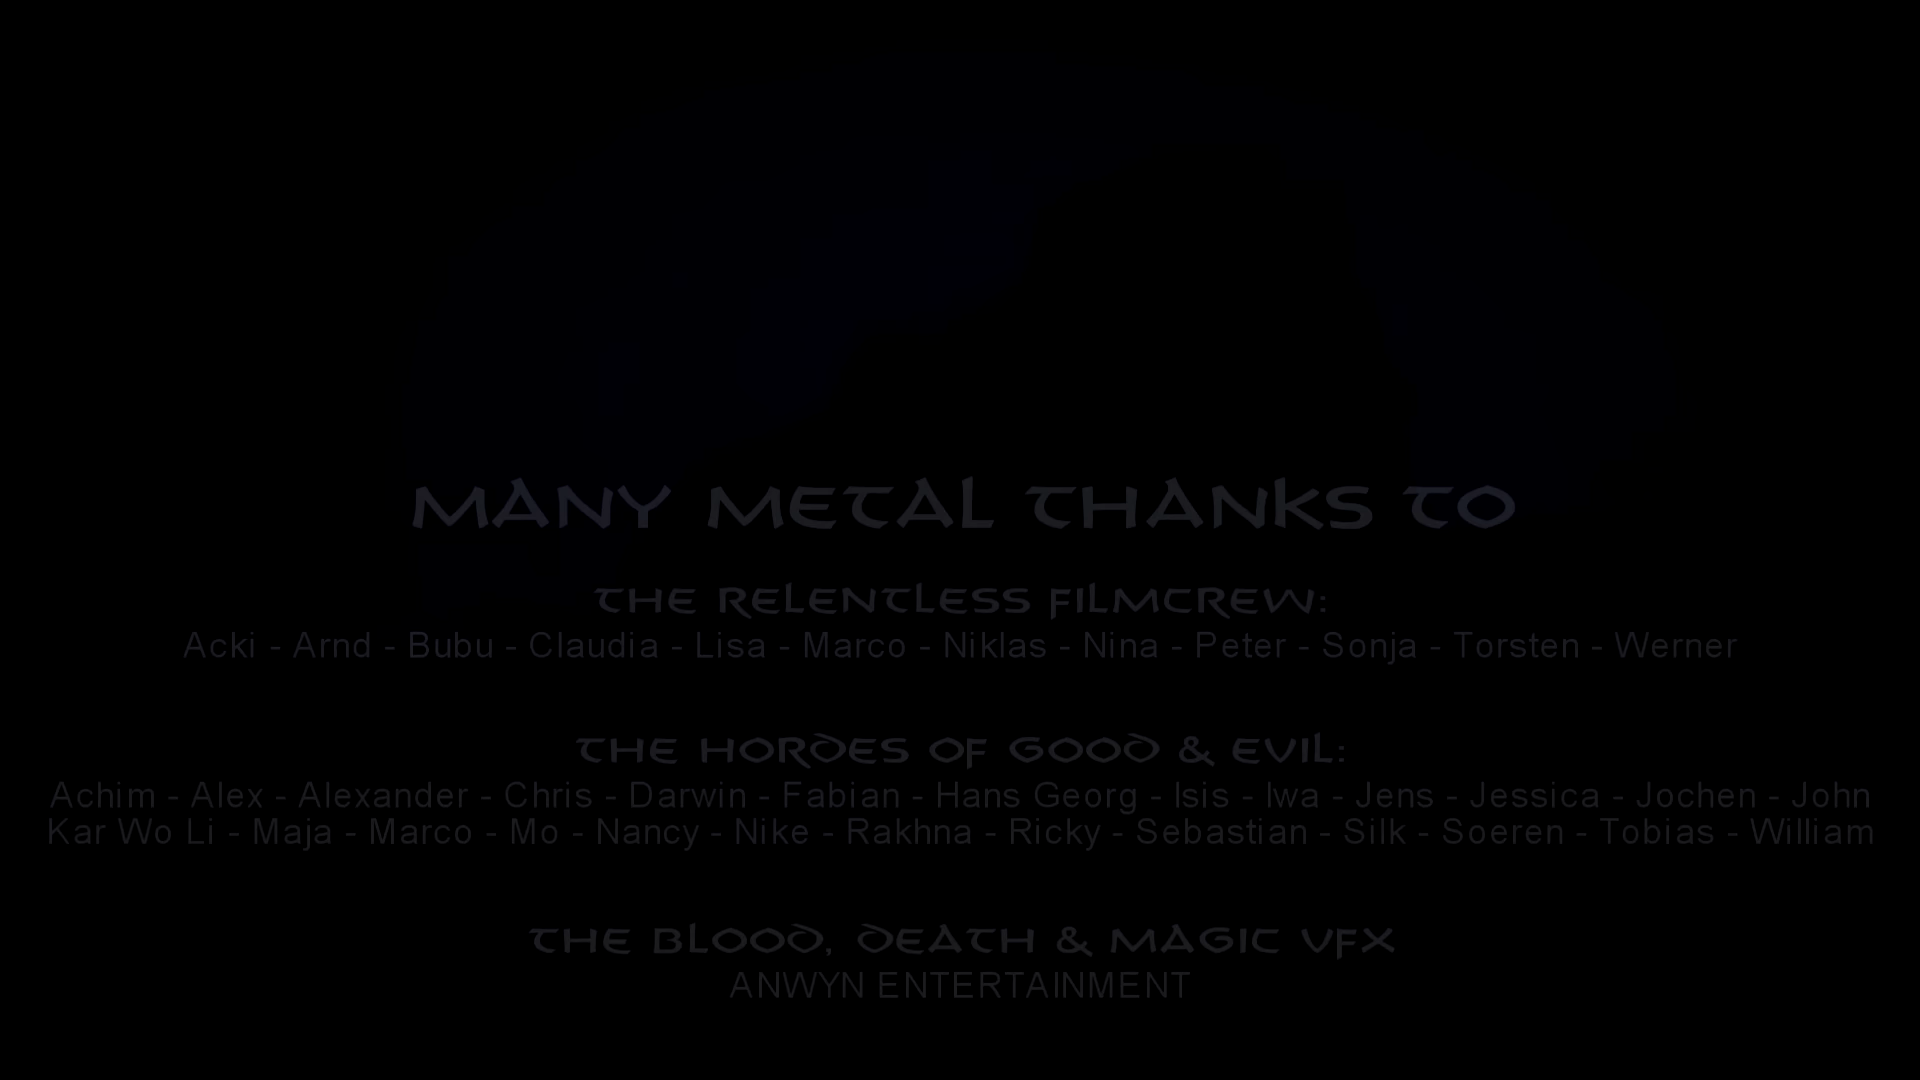 MANY METAL THANKS TO
THE RELENTLESS FILMCREW:
Acki - Arnd - Bubu - Claudia - Lisa - Marco - Niklas - Nina - Peter - Sonja - Torsten - Werner
THE HORDES OF GOOD & EVIL:
Achim - Alex - Alexander - Chris - Darwin - Fabian - Hans Georg - Isis - Iwa - Jens - Jessica - Jochen - John
Kar Wo Li - Maja - Marco - Mo - Nancy - Nike - Rakhna - Ricky - Sebastian - Silk - Soeren - Tobias - William
THE BLOOD, DEATH & MAGIC VFX
ANWYN ENTERTAINMENT